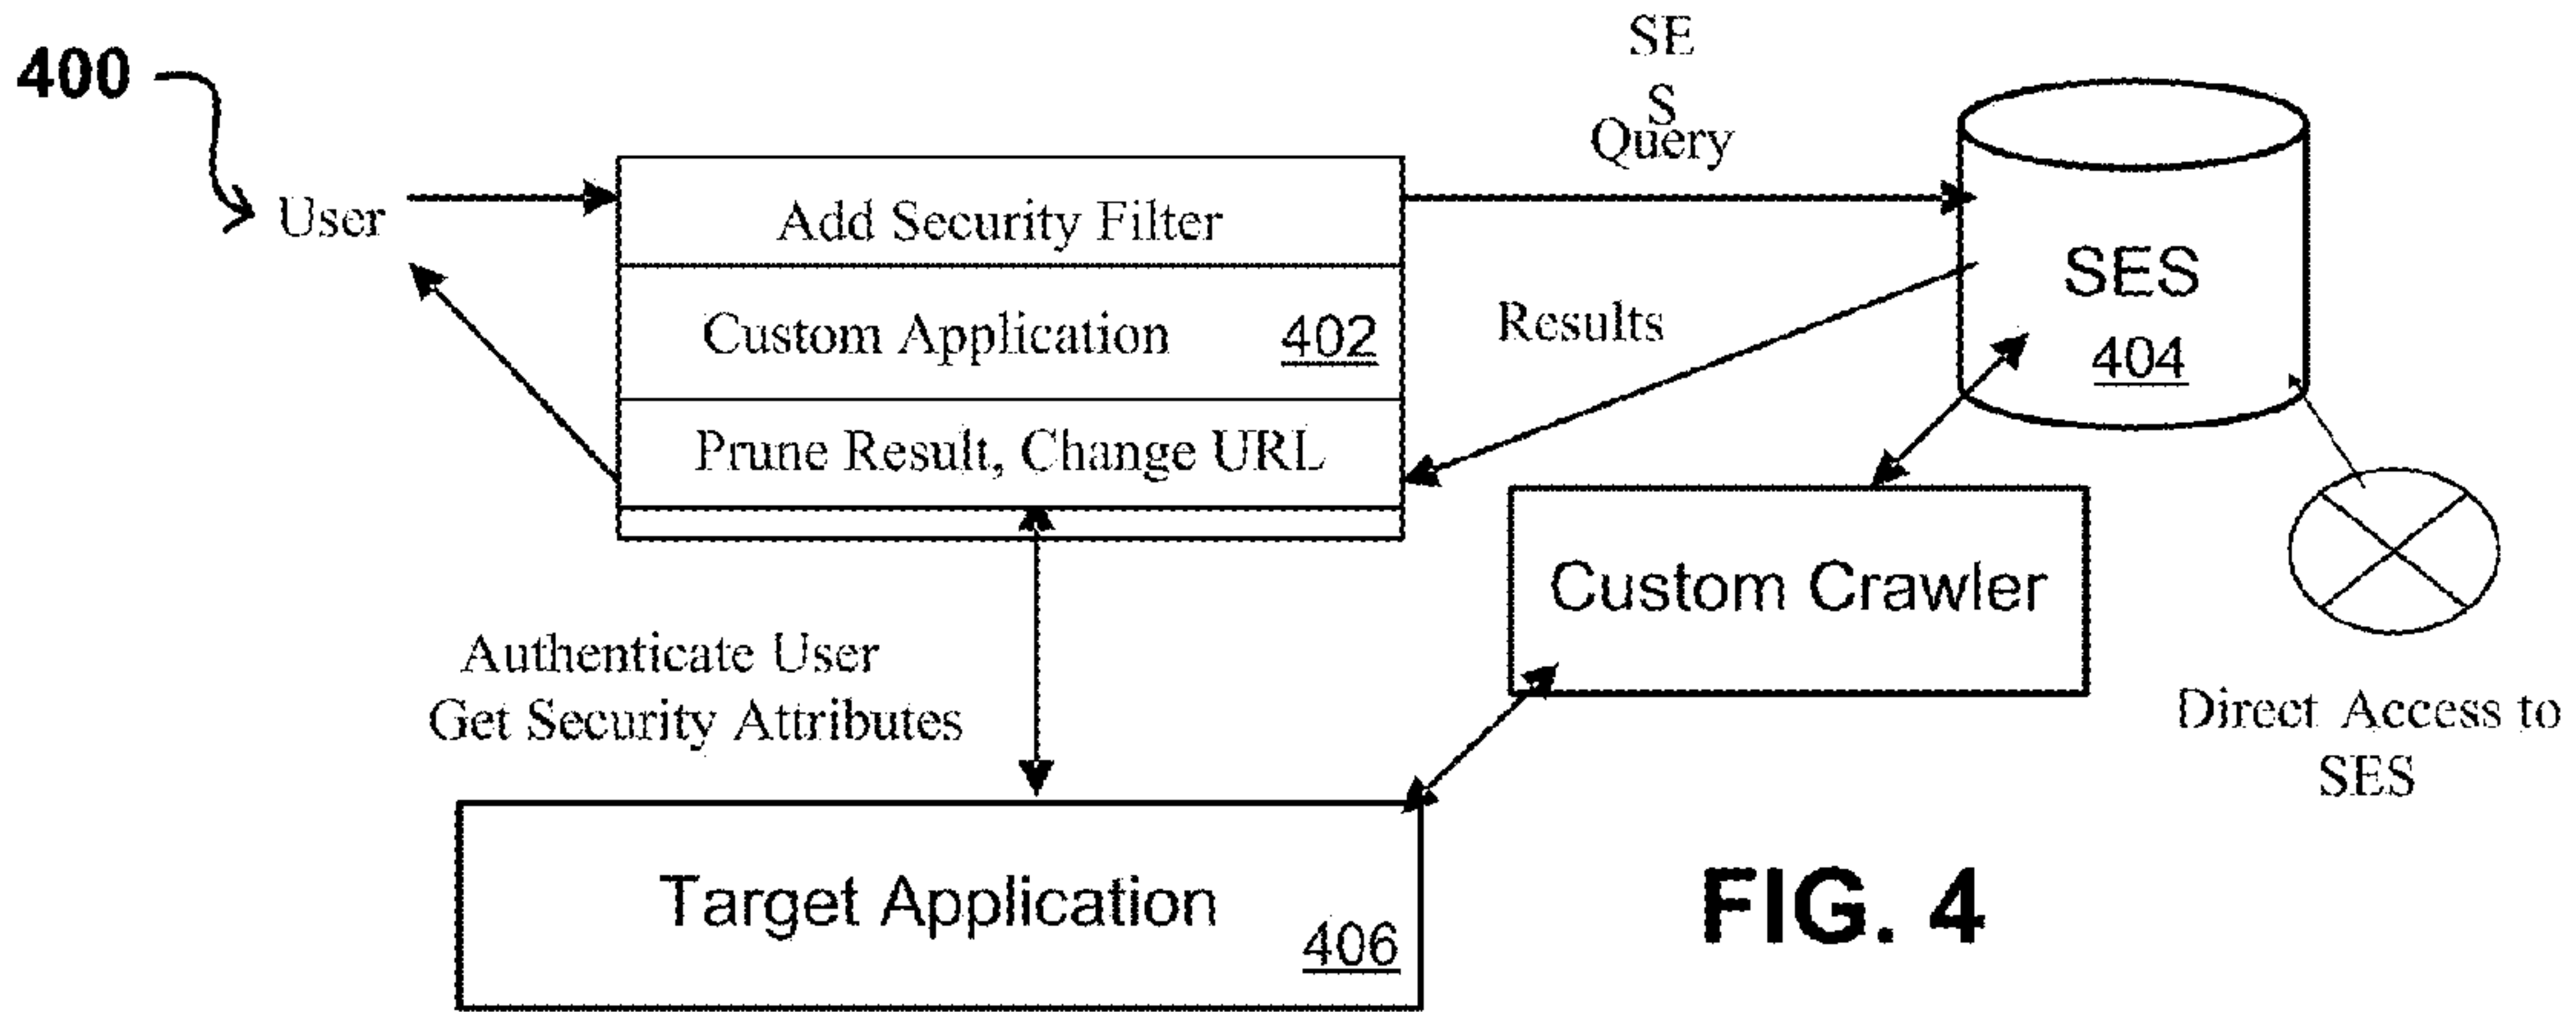 400
SE
S
Query
User
Add Security Filter
Custom Application 402
Prune Result, Change URL
Results
SES
404
Custom Crawler
Authenticate User
Get Security Attributes
Direct Access to
SES
Target Application
406
FIG. 4